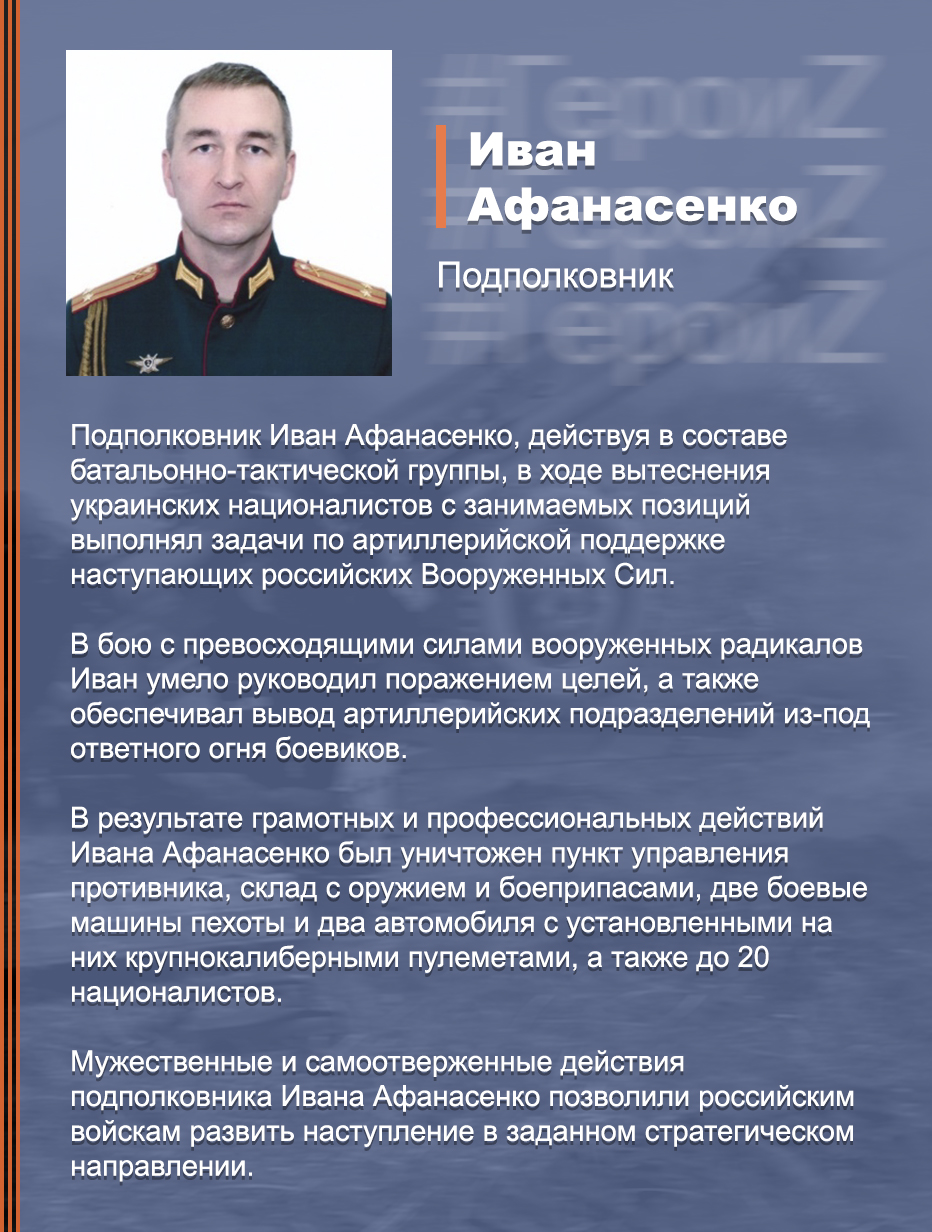 #ГероиZ
Иван
Афанасенко
#ГероиZ
Подполковник
#ГероиZ
Подполковник Иван Афанасенко, действуя в составе
батальонно-тактической группы, в ходе вытеснения
украинских националистов с занимаемых позиций
выполнял задачи по артиллерийской поддержке
наступающих российских Вооруженных Сил.
В бою с превосходящими силами вооруженных радикалов
Иван умело руководил поражением целей, а также
обеспечивал вывод артиллерийских подразделений из-под
ответного огня боевиков.
В результате грамотных и профессиональных действий
Ивана Афанасенко был уничтожен пункт управления
противника, склад с оружием и боеприпасами, две боевые
машины пехоты и два автомобиля с установленными на
них крупнокалиберными пулеметами, а также до 20
националистов.
Мужественные и самоотверженные действия
подполковника Ивана Афанасенко позволили российским
войскам развить наступление в заданном стратегическом
направлении.